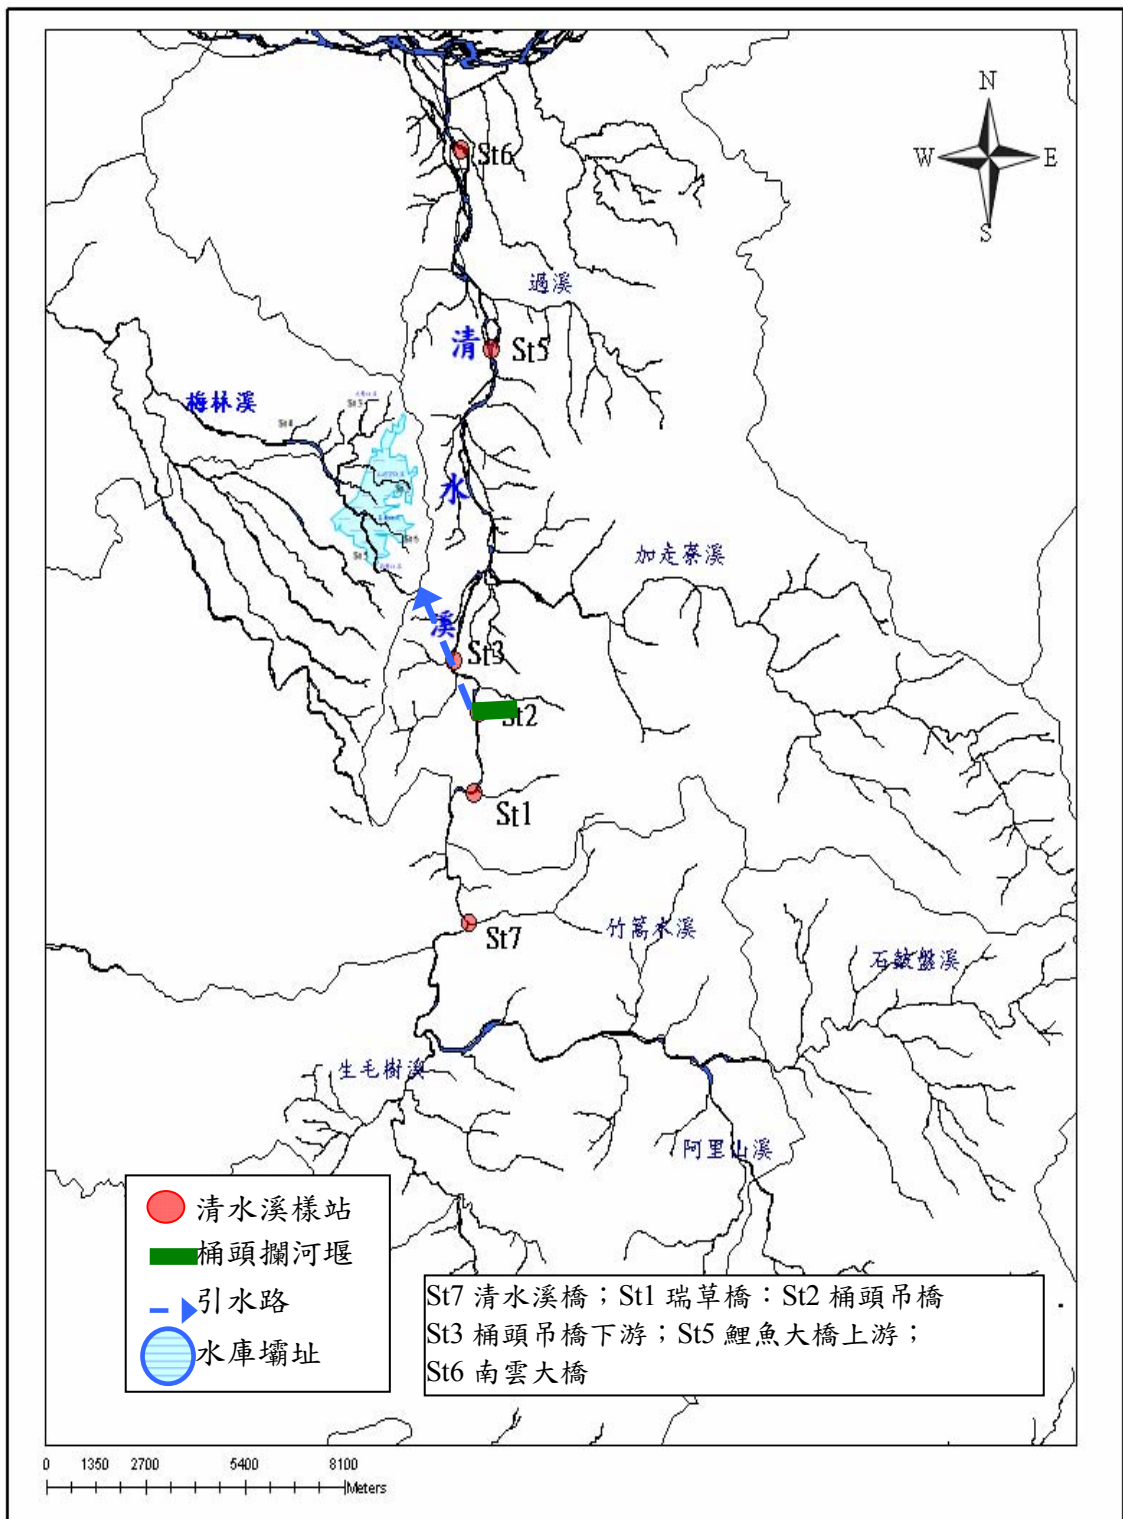 N
W E
S
St6
過溪
清
St5
梅林溪
St3
St4
水
St6
St5
加走寮溪
溪
St3
St2
St1
St7
竹篙水溪
石鼓盤溪
生毛樹溪
阿里山溪
清水溪樣站
桶頭攔河堰
引水路
水庫壩址
St7 清水溪橋；St1 瑞草橋：St2 桶頭吊橋
St3 桶頭吊橋下游；St5 鯉魚大橋上游；
St6 南雲大橋
0 1350 2700 5400 8100
Meters